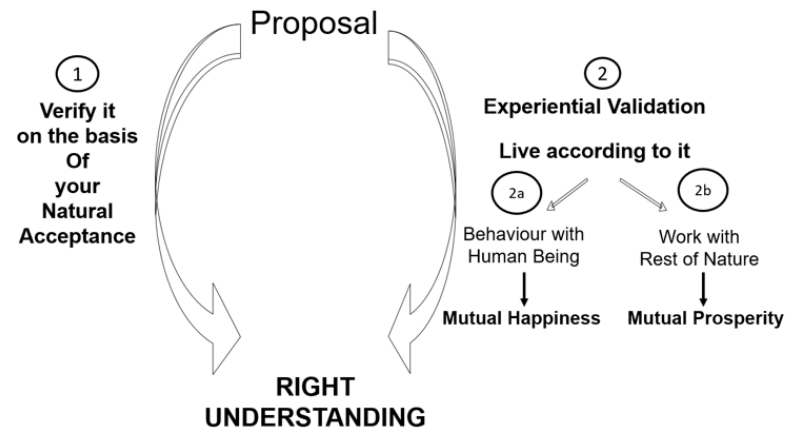 Proposal
1
Verify it
on the basis
Of
your
Natural
Acceptance
2
Experiential Validation
Live according to it
2a
Behaviour with
Human Being
Mutual Happiness
2b
Work with
Rest of Nature
Mutual Prosperity
RIGHT
UNDERSTANDING